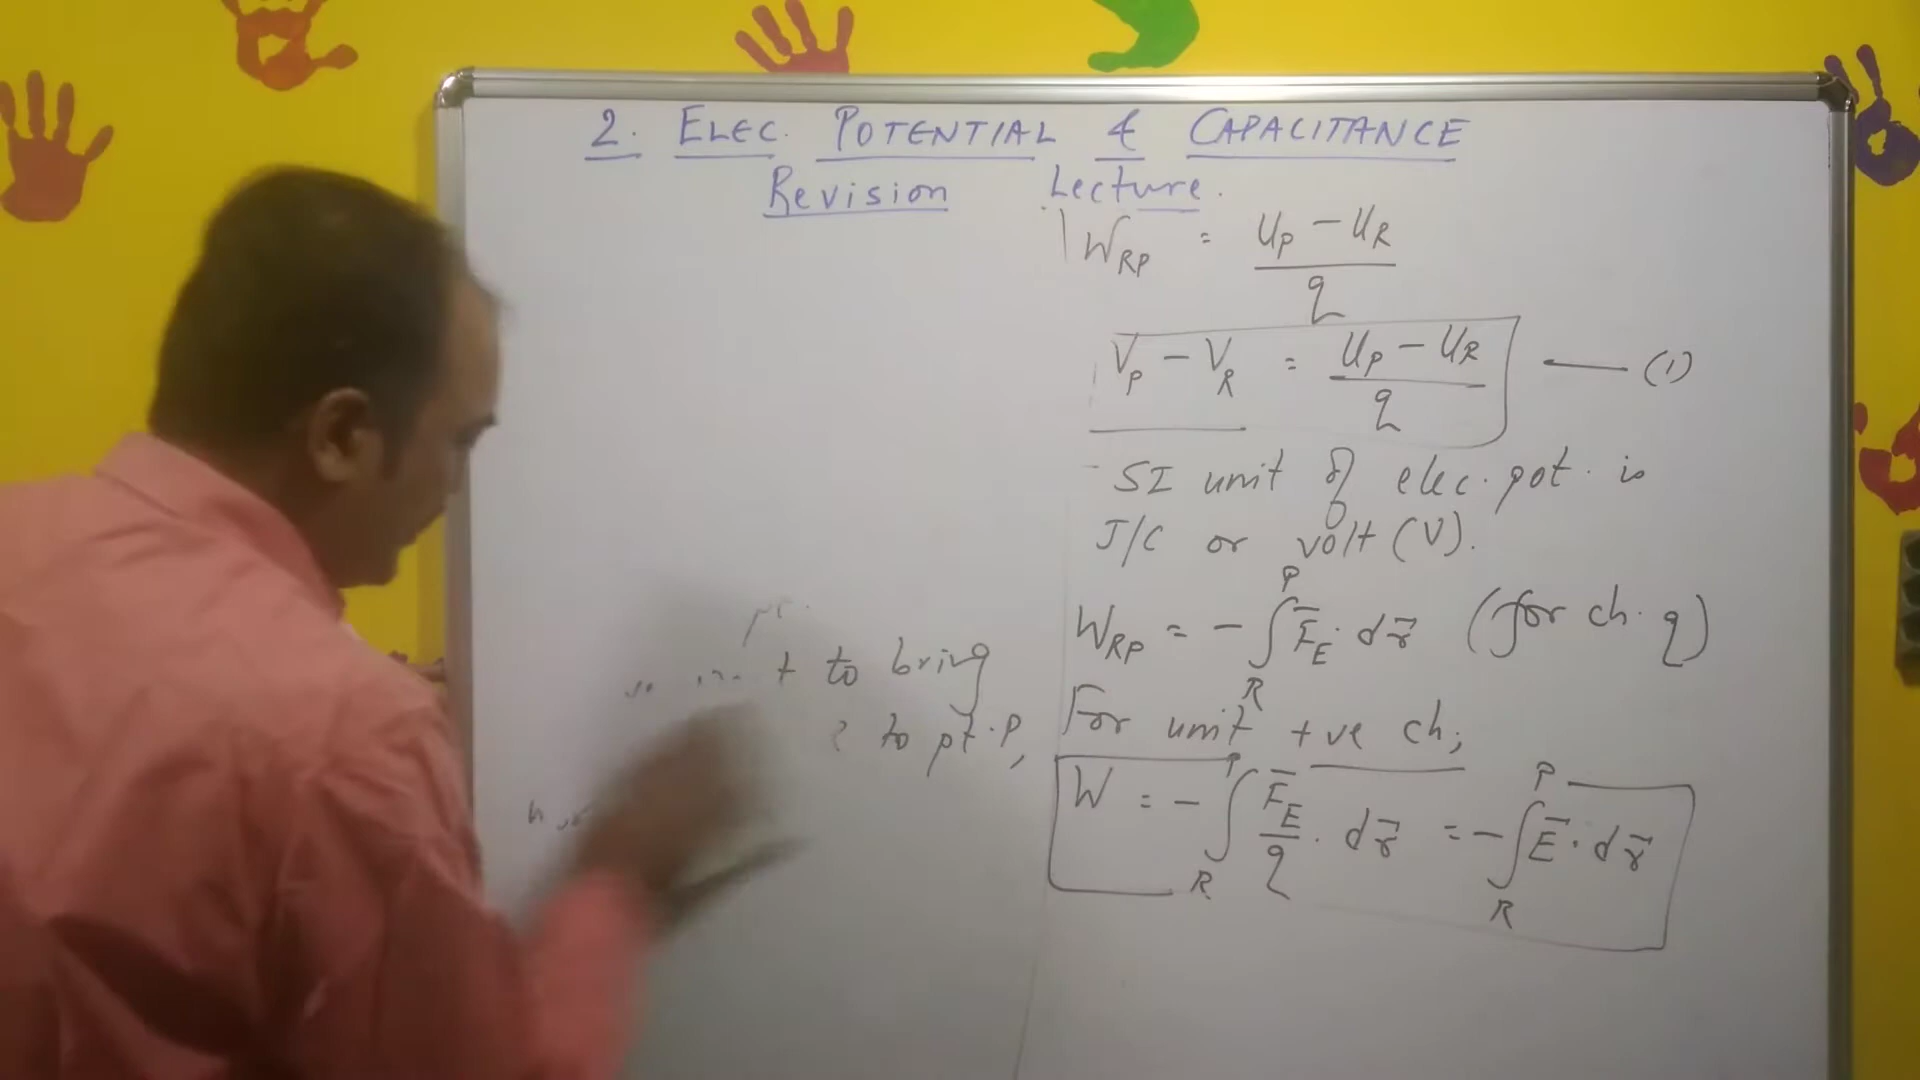 2. ELEC. POTENTIAL & CAPACITANCE
Revision Lecture.
W_RP = (U_P − U_R)/q
V_P − V_R = (U_P − U_R)/q —— (1)
- SI unit of elec. pot. is
J/C or volt (V).
W_RP = − ∫_R^P F̄_E · dr̄ (for ch. q)
For unit +ve ch;
W = − ∫_R^P F̄_E/q · dr̄ = − ∫_R^P Ē · dr̄
to bring
to pt. P,